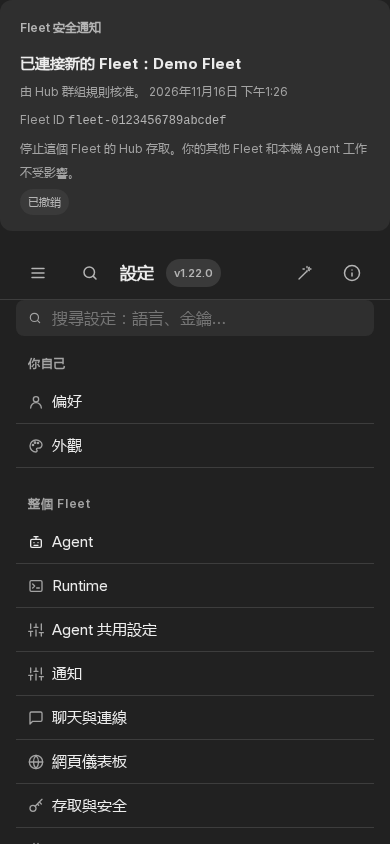 Fleet 安全通知
已連接新的 Fleet：Demo Fleet
由 Hub 群組規則核准。 2026年11月16日 下午1:26
Fleet ID fleet-0123456789abcdef
停止這個 Fleet 的 Hub 存取。你的其他 Fleet 和本機 Agent 工作
不受影響。
已撤銷
設定 v1.22.0
搜尋設定：語言、金鑰…
你自己
偏好
外觀
整個 Fleet
Agent
Runtime
Agent 共用設定
通知
聊天與連線
網頁儀表板
存取與安全